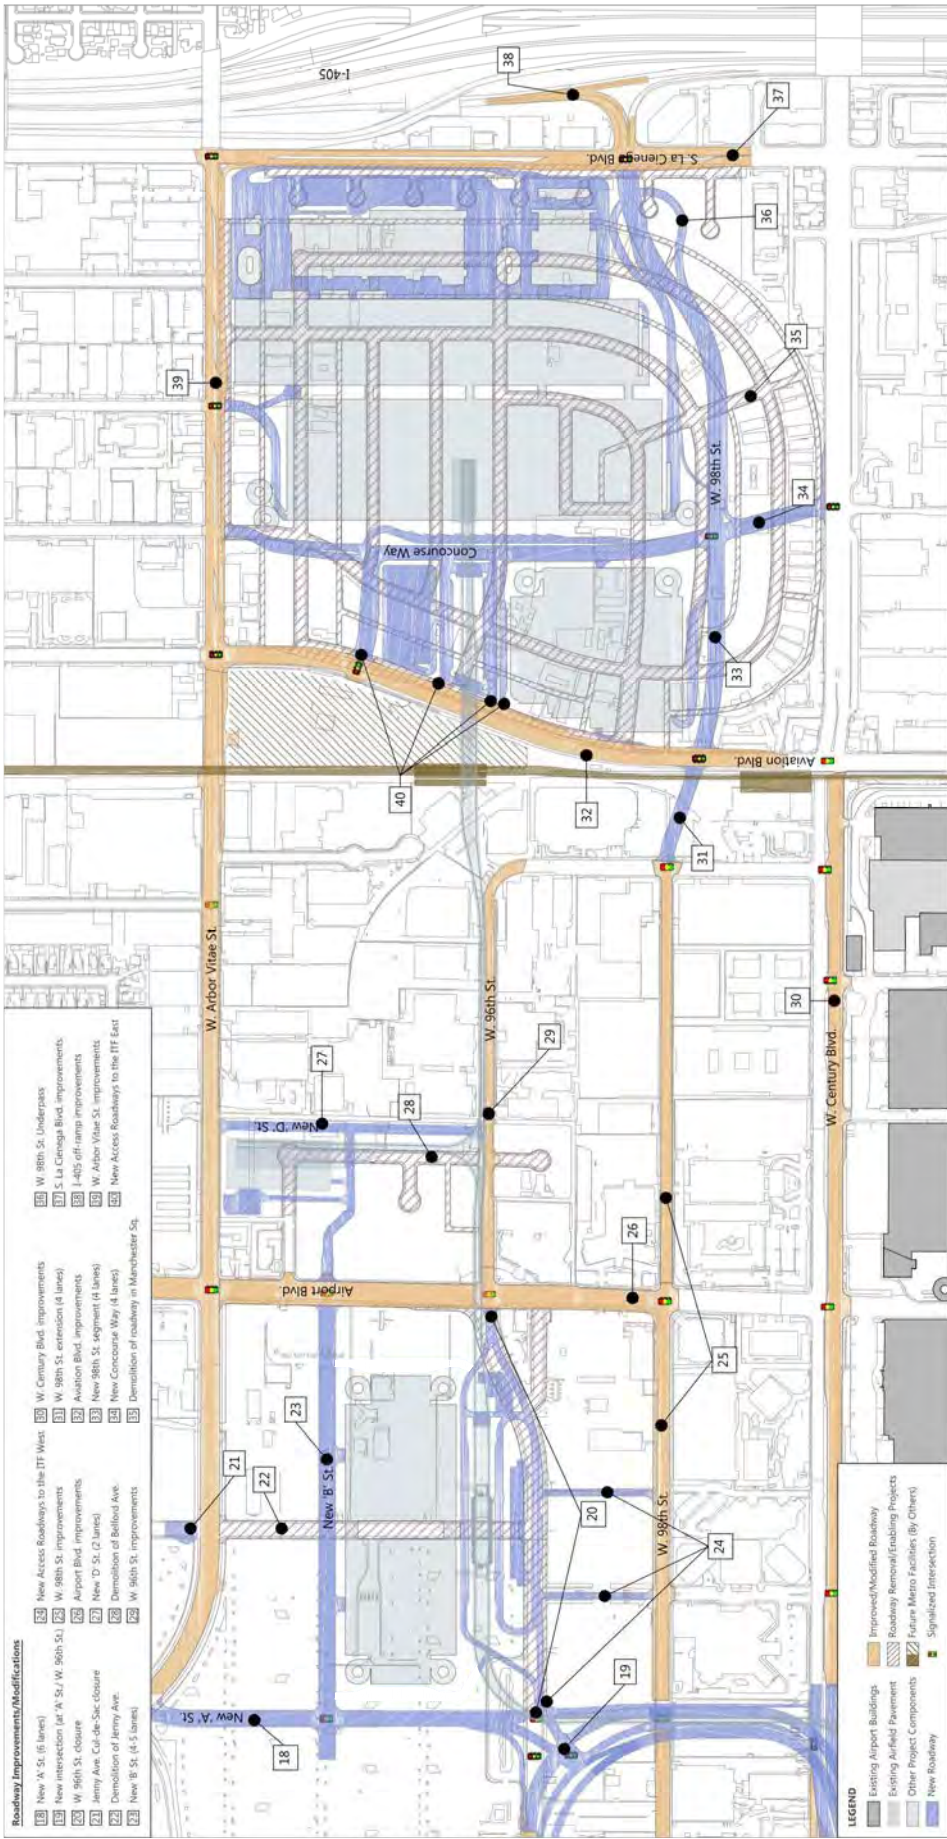 Roadway Improvements/Modifications
18 New 'A' St. (6 lanes)
19 New intersection (at 'A' St./ W. 96th St.)
20 W. 96th St. closure
21 Jenny Ave. Cul-de-Sac closure
22 Demolition of Jenny Ave.
23 New 'B' St. (4-5 lanes)
24 New Access Roadways to the ITF West
25 W. 98th St. improvements
26 Airport Blvd. improvements
27 New 'D' St. (2 lanes)
28 Demolition of Belford Ave.
29 W. 96th St. improvements
30 W. Century Blvd. improvements
31 W. 98th St. extension (4 lanes)
32 Aviation Blvd. improvements
33 New 98th St. segment (4 lanes)
34 New Concourse Way (4 lanes)
35 Demolition of roadway in Manchester Sq.
36 W. 98th St. Underpass
37 S. La Cienega Blvd. improvements
38 I-405 off-ramp improvements
39 W. Arbor Vitae St. improvements
40 New Access Roadways to the ITF East
I-405
38
37
S. La Cienega Blvd.
36
39
35
W. 98th St.
34
Concourse Way
33
40
32
Aviation Blvd.
31
W. Arbor Vitae St.
W. 96th St.
30
W. Century Blvd.
27
29
New 'D' St.
28
26
Airport Blvd.
25
23
21
22
New 'B' St.
20
24
W. 98th St.
19
New 'A' St.
18
LEGEND
Existing Airport Buildings
Existing Airfield Pavement
Other Project Components
New Roadway
Improved/Modified Roadway
Roadway Removal/Enabling Projects
Future Metro Facilities (By Others)
Signalized Intersection